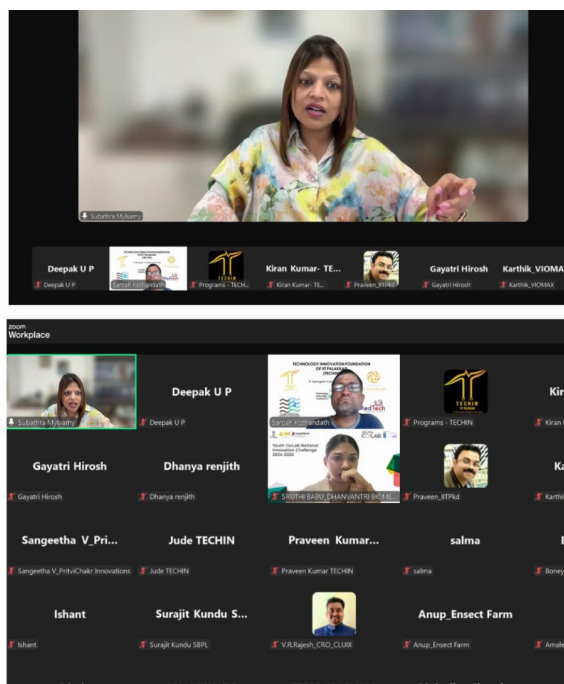 Subathra Mylsamy
Deepak U P
Kiran Kumar- TE...
Gayatri Hirosh
Karthik_VIOMA
Deepak U P
Sarosh Kothandath
Programs - TECH...
Kiran Kumar- TE...
Praveen_IITPkd
Gayatri Hirosh
Karthik_VIOMAX
zoom
Workplace
Deepak U P
TECHNOLOGY INNOVATION FOUNDATION
OF IIT PALAKKAD
(TECHIN)
MedTech
TECHIN
Kir
Subathra Mylsamy
Deepak U P
Sarosh Kothandath
Programs - TECHIN
Kiran
Gayatri Hirosh
Dhanya renjith
Youth Co:Lab National
Innovation Challenge
2024-2025
Ka
Gayatri Hirosh
Dhanya renjith
SRUTHI BABU_DHANVANTRI BIOME...
Praveen_IITPkd
Karthi
Sangeetha V_Pri...
Jude TECHIN
Praveen Kumar...
salma
Sangeetha V_PritviChakr Innovations
Jude TECHIN
Praveen Kumar TECHIN
salma
Boney
Ishant
Surajit Kundu S...
Anup_Ensect Farm
Ishant
Surajit Kundu SBPL
V.R.Rajesh_CRO_CLUIX
Anup_Ensect Farm
Amale